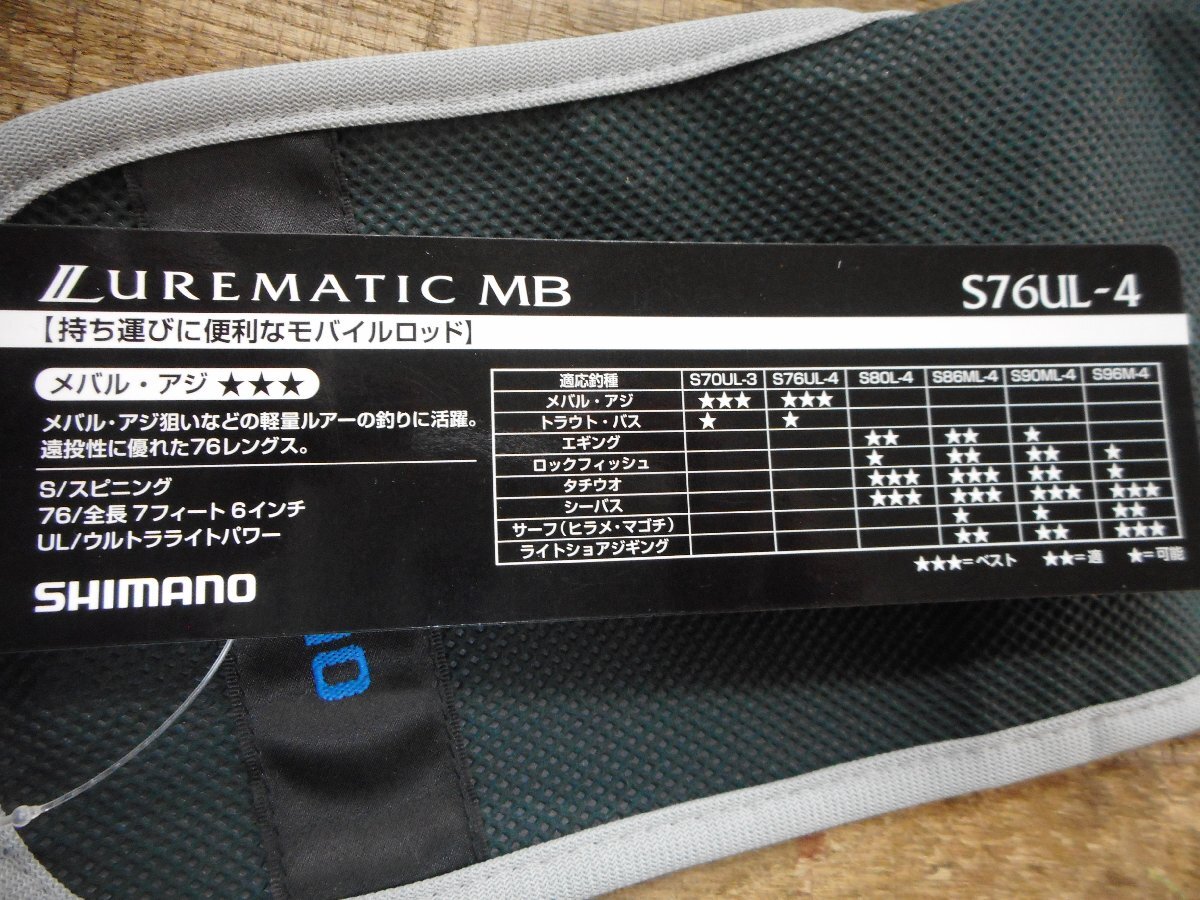 LUREMATIC MB
S76UL-4
【持ち運びに便利なモバイルロッド】
メバル・アジ ★★★
メバル・アジ狙いなどの軽量ルアーの釣りに活躍。
遠投性に優れた76レングス。
S/スピニング
76/全長7フィート6インチ
UL/ウルトラライトパワー
SHIMANO
適応釣種 S70UL-3 S76UL-4 S80L-4 S86ML-4 S90ML-4 S96M-4
メバル・アジ ★★★ ★★★
トラウト・バス ★ ★
エギング ★★ ★★ ★
ロックフィッシュ ★ ★★ ★★ ★
タチウオ ★★★ ★★★ ★★ ★
シーバス ★★★ ★★★ ★★★ ★★★
サーフ(ヒラメ・マゴチ) ★ ★ ★★
ライトショアジギング ★★ ★★ ★★★
★★★=ベスト ★★=適 ★=可能
NO